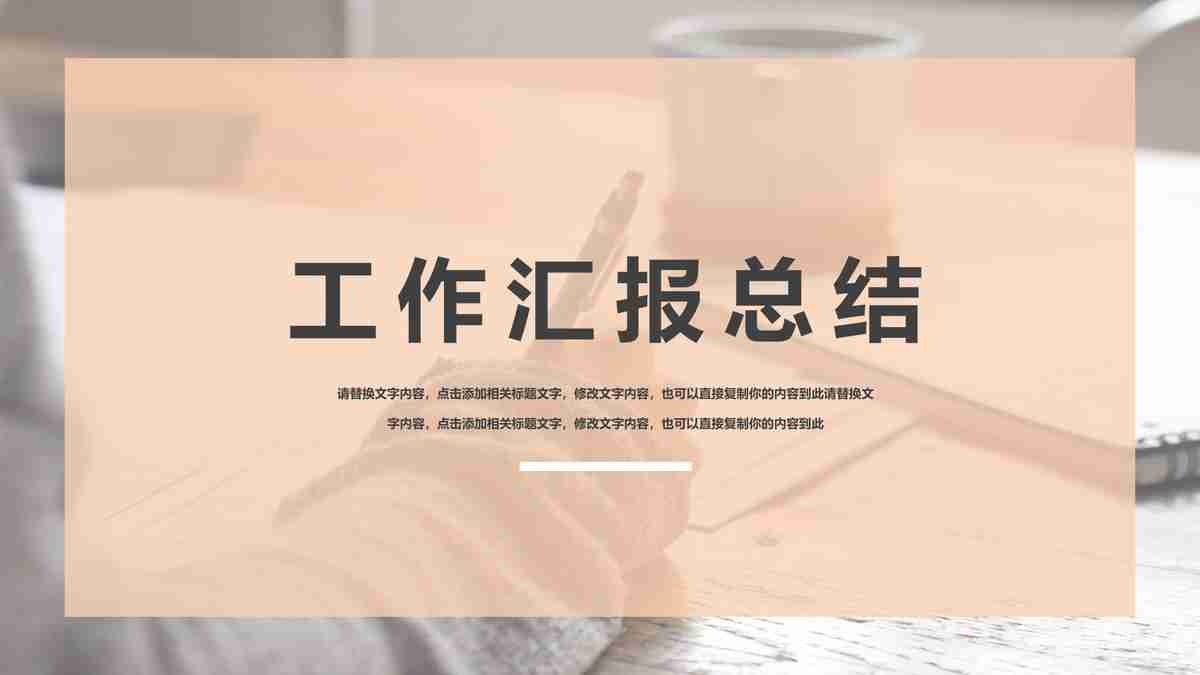 工作汇报总结
请替换文字内容，点击添加相关标题文字，修改文字内容，也可以直接复制你的内容到此请替换文
字内容，点击添加相关标题文字，修改文字内容，也可以直接复制你的内容到此